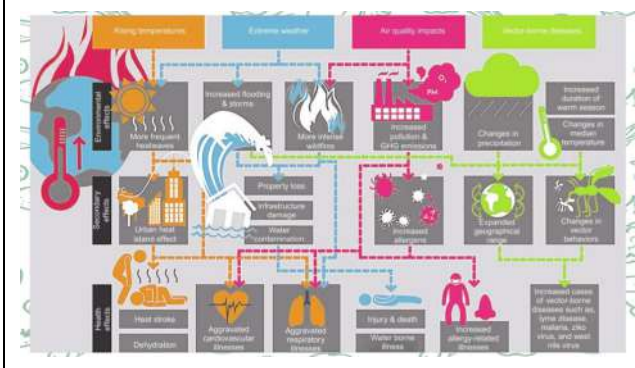 Rising temperatures
Extreme weather
Air quality impacts
Vector-borne diseases
Environmental
effects
More frequent
heatwaves
Increased flooding
& storms
More intense
wildfires
O₃
PM
Increased
pollution &
GHG emissions
Changes in
precipitation
Increased
duration of
warm season
Changes in
median
temperature
Secondary
effects
Urban heat
island effect
Property loss
Infrastructure
damage
Water
contamination
Increased
allergens
Expanded
geographical
range
Changes
in vector
behaviors
Health
effects
Heat stroke
Dehydration
Aggravated
cardiovascular
illnesses
Aggravated
respiratory
illnesses
Injury & death
Water borne
illness
Increased
allergy-related illnesses
Increased cases
of vector-borne
diseases such as,
lyme disease,
malaria, ziko
virus, and west
nile virus